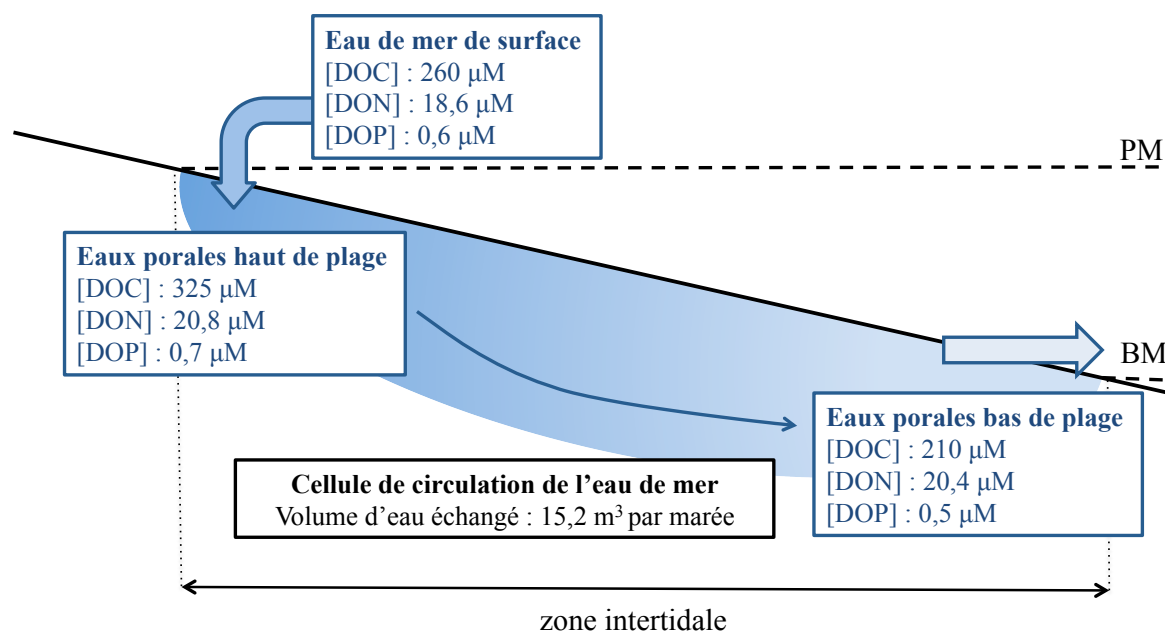 Eau de mer de surface
[DOC] : 260 µM
[DON] : 18,6 µM
[DOP] : 0,6 µM
PM
Eaux porales haut de plage
[DOC] : 325 µM
[DON] : 20,8 µM
[DOP] : 0,7 µM
BM
Eaux porales bas de plage
[DOC] : 210 µM
[DON] : 20,4 µM
[DOP] : 0,5 µM
Cellule de circulation de l’eau de mer
Volume d’eau échangé : 15,2 m³ par marée
zone intertidale